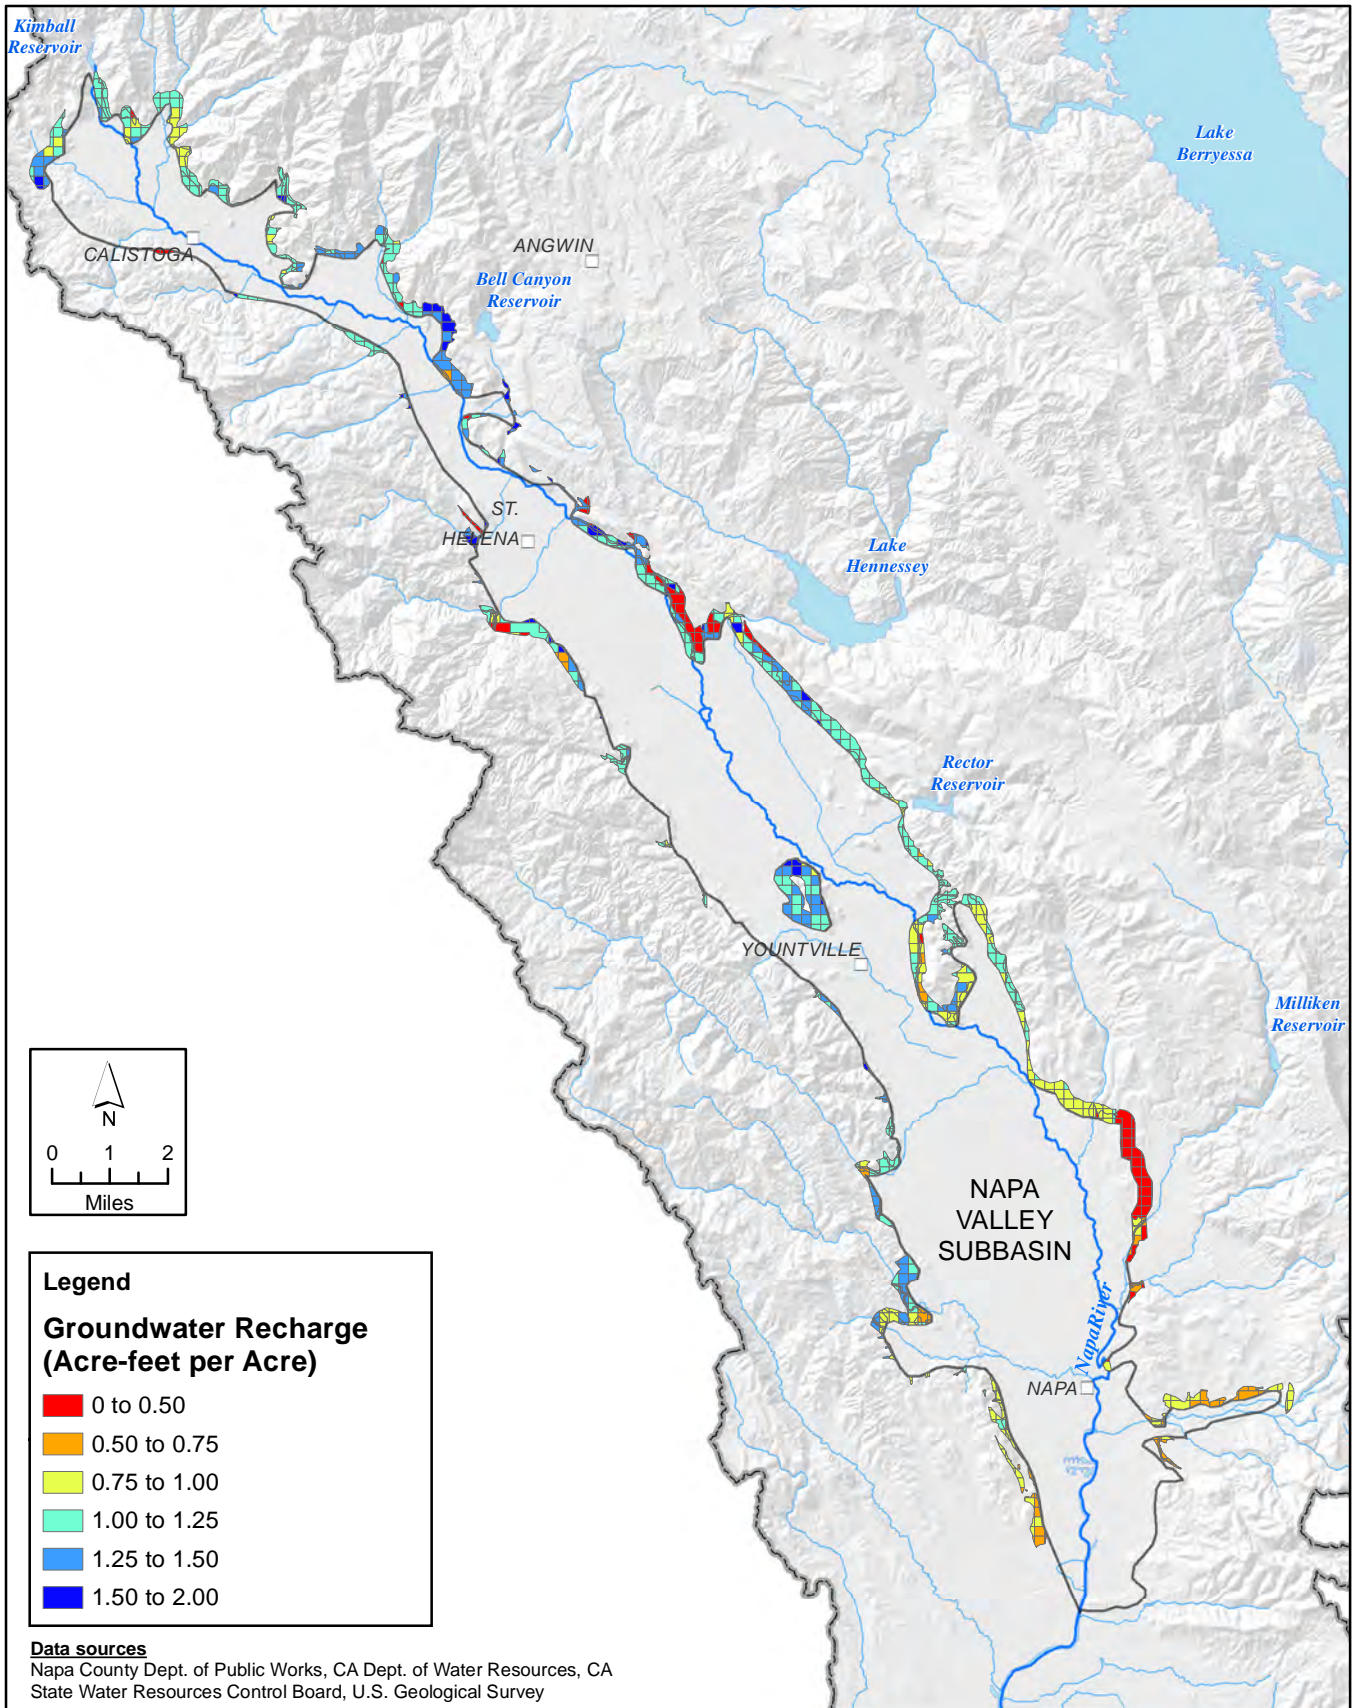 Kimball
Reservoir
Lake
Berryessa
ANGWIN
CALISTOGA
Bell Canyon
Reservoir
ST.
HELENA
Lake
Hennessey
Rector
Reservoir
YOUNTVILLE
Milliken
Reservoir
N
0 1 2
Miles
NAPA
VALLEY
SUBBASIN
NapaRiver
NAPA
Legend
Groundwater Recharge
(Acre-feet per Acre)
0 to 0.50
0.50 to 0.75
0.75 to 1.00
1.00 to 1.25
1.25 to 1.50
1.50 to 2.00
Data sources
Napa County Dept. of Public Works, CA Dept. of Water Resources, CA
State Water Resources Control Board, U.S. Geological Survey